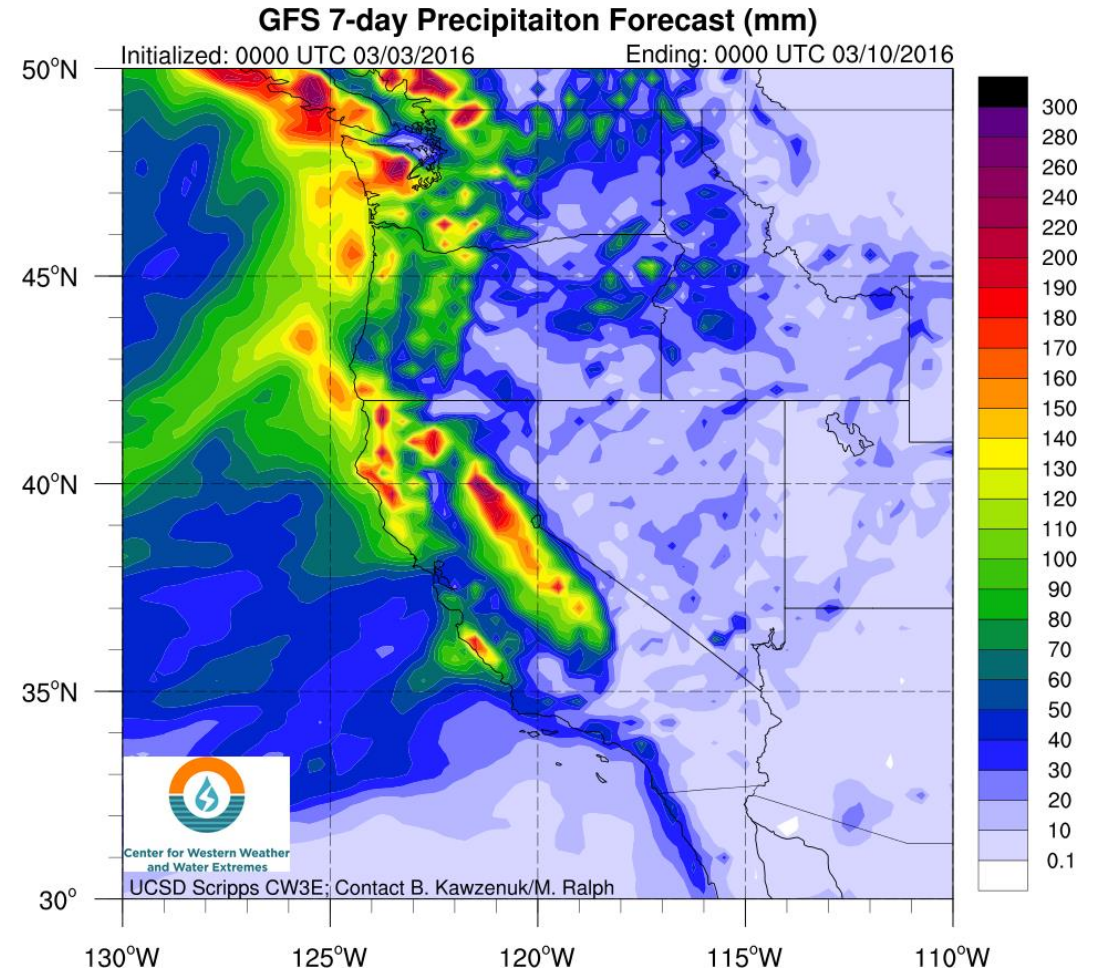 GFS 7-day Precipitaiton Forecast (mm)
Initialized: 0000 UTC 03/03/2016 Ending: 0000 UTC 03/10/2016
50°N
45°N
40°N
35°N
30°
130°W 125°W 120°W 115°W 110°W
300
280
260
240
220
200
190
180
170
160
150
140
130
120
110
100
90
80
70
60
50
40
30
20
10
0.1
Center for Western Weather
and Water Extremes
UCSD Scripps CW3E; Contact B. Kawzenuk/M. Ralph